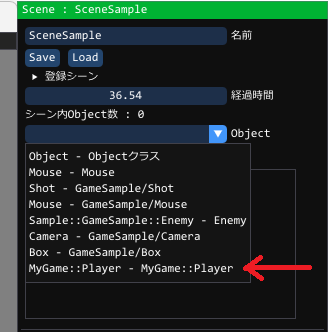 Scene : SceneSample
SceneSample 名前
Save Load
登録シーン
36.54 経過時間
シーン内Object数 : 0
Object
Object - Objectクラス
Mouse - Mouse
Shot - GameSample/Shot
Mouse - GameSample/Mouse
Sample::GameSample::Enemy - Enemy
Camera - GameSample/Camera
Box - GameSample/Box
MyGame::Player - MyGame::Player